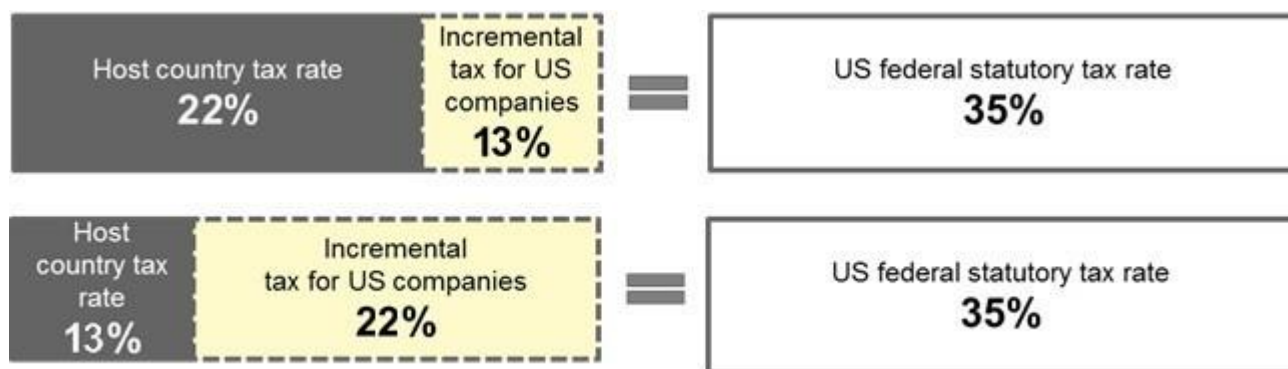 Host country tax rate
22%
Incremental
tax for US
companies
13%
US federal statutory tax rate
35%
Host
country tax
rate
13%
Incremental
tax for US companies
22%
US federal statutory tax rate
35%